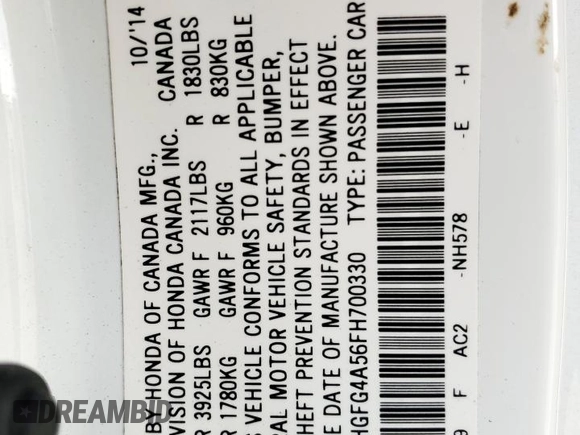 BY HONDA OF CANADA MFG., 10/'14
VISION OF HONDA CANADA INC. CANADA
3925LBS GAWR F 2117LBS R 1830LBS
1780KG GAWR F 960KG R 830KG
VEHICLE CONFORMS TO ALL APPLICABLE
MOTOR VEHICLE SAFETY, BUMPER,
HEFT PREVENTION STANDARDS IN EFFECT
DATE OF MANUFACTURE SHOWN ABOVE.
HGFG4A56FH700330 TYPE: PASSENGER CAR
F AC2 -NH578 -E -H
DREAMBID